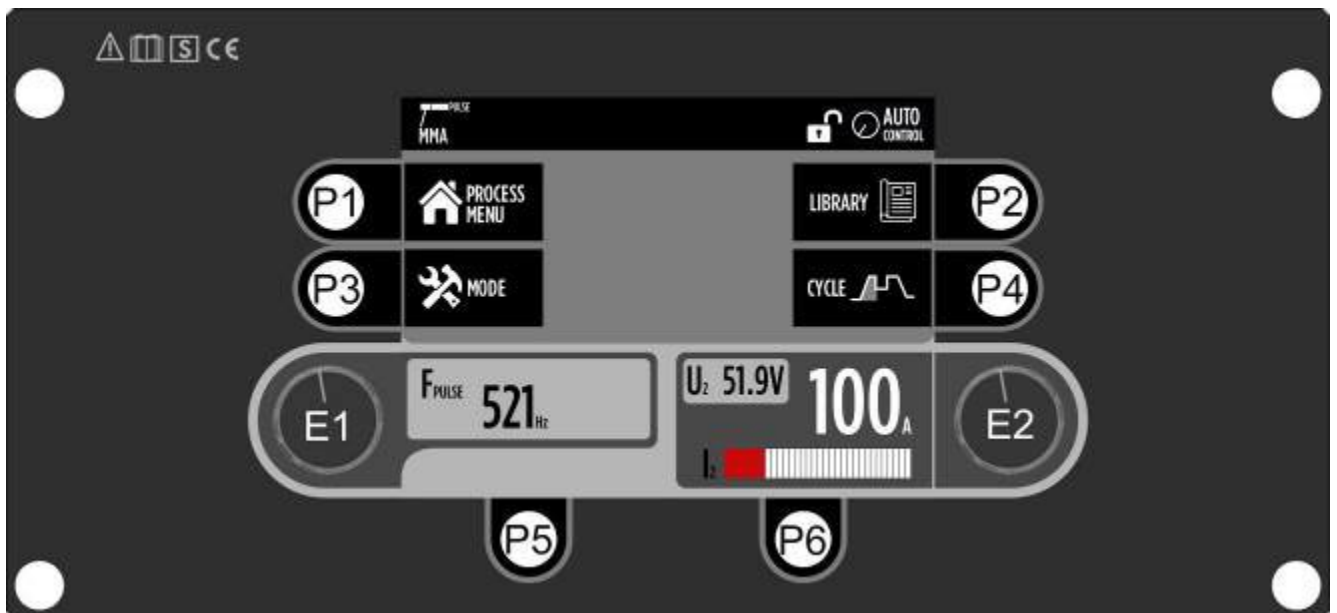 S CE
PULSE
MMA
AUTO
CONTROL
P1
PROCESS
MENU
LIBRARY
P2
P3
MODE
CYCLE
P4
E1
FPULSE 521Hz
U2 51.9V 100A
I2
E2
P5
P6